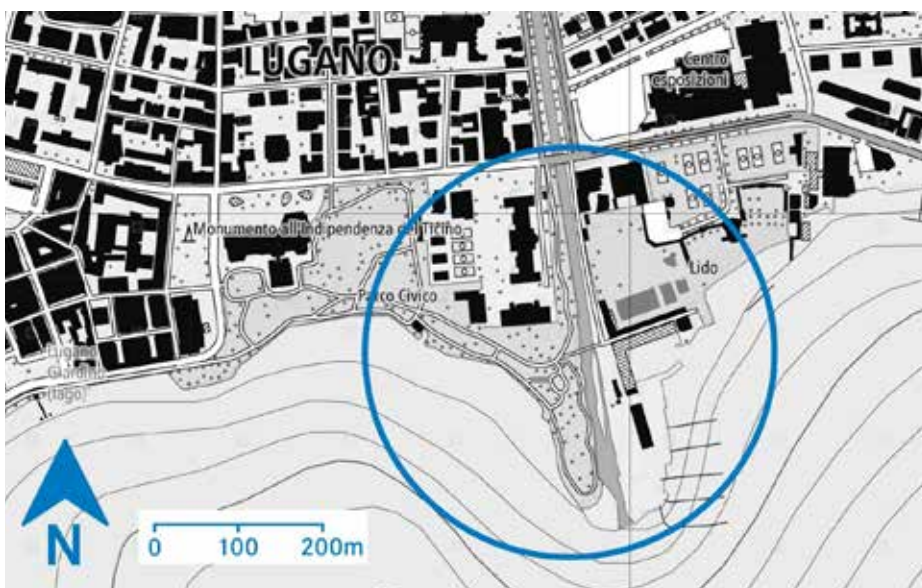 LUGANO
Centro
esposizioni
Monumento all'Indipendenza del Ticino
Lido
Parco Civico
Lugano
Giardino
(lago)
N
0 100 200m